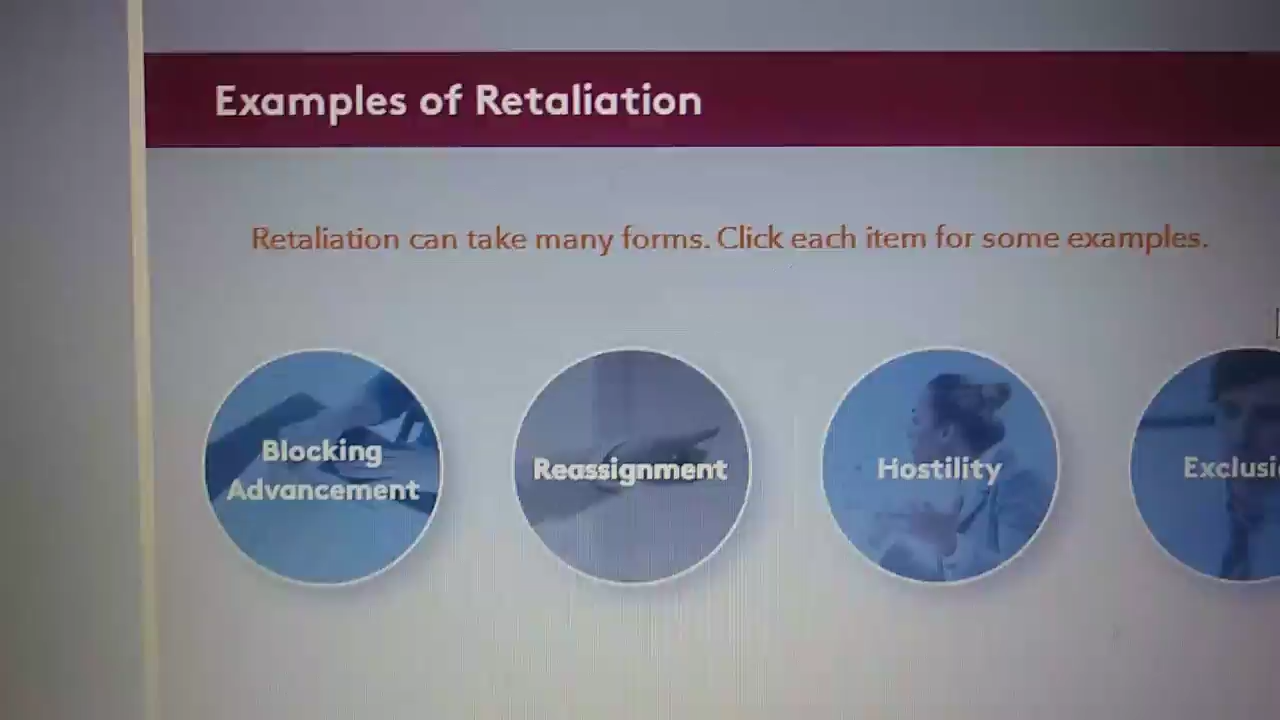 Examples of Retaliation
Retaliation can take many forms. Click each item for some examples.
Blocking
Advancement
Reassignment
Hostility
Exclusi